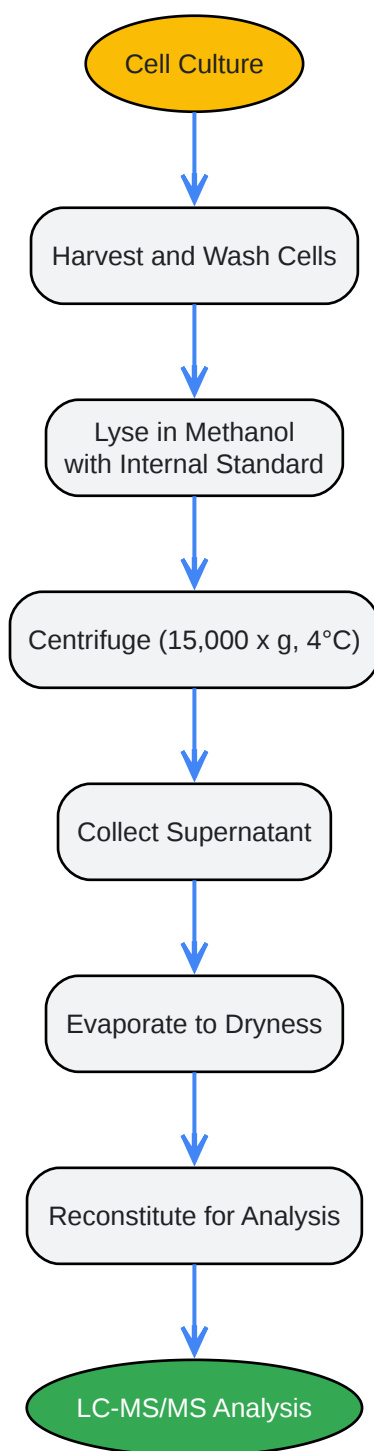 Cell Culture
Harvest and Wash Cells
Lyse in Methanol
with Internal Standard
Centrifuge (15,000 x g, 4°C)
Collect Supernatant
Evaporate to Dryness
Reconstitute for Analysis
LC-MS/MS Analysis